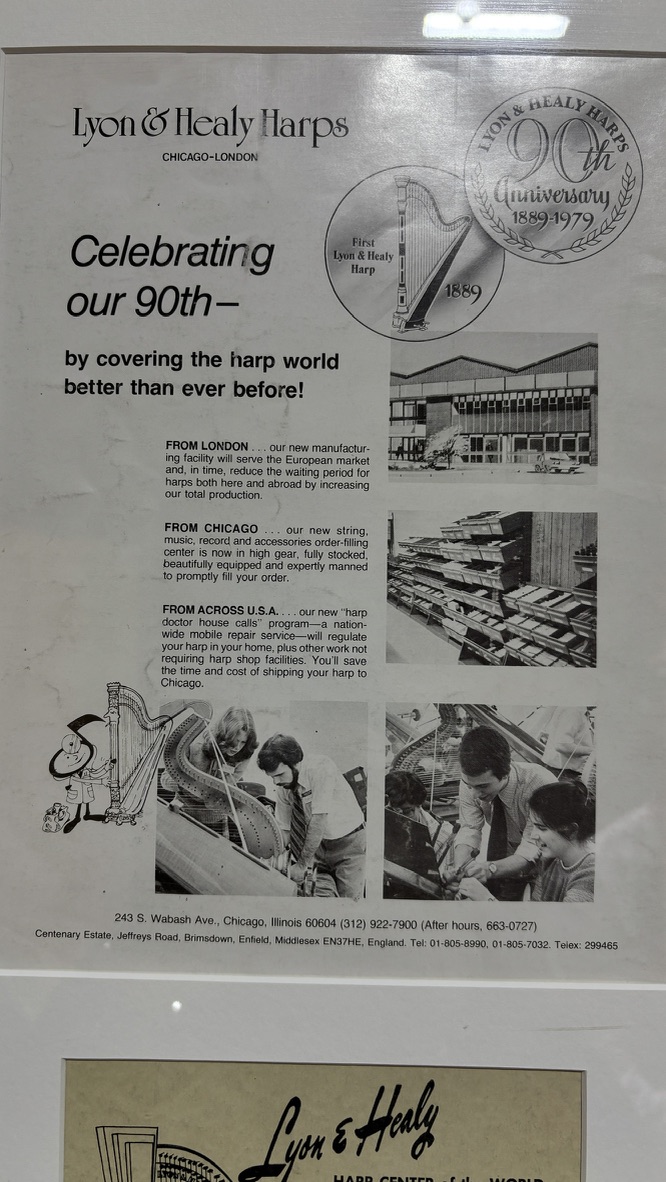 Lyon & Healy Harps
CHICAGO-LONDON
LYON & HEALY HARPS
90th
Anniversary
1889-1979
First
Lyon & Healy
Harp
1889
Celebrating
our 90th–
by covering the harp world
better than ever before!
FROM LONDON . . . our new manufactur-
ing facility will serve the European market
and, in time, reduce the waiting period for
harps both here and abroad by increasing
our total production.
FROM CHICAGO . . . our new string,
music, record and accessories order-filling
center is now in high gear, fully stocked,
beautifully equipped and expertly manned
to promptly fill your order.
FROM ACROSS U.S.A. . . . our new "harp
doctor house calls" program—a nation-
wide mobile repair service—will regulate
your harp in your home, plus other work not
requiring harp shop facilities. You'll save
the time and cost of shipping your harp to
Chicago.
243 S. Wabash Ave., Chicago, Illinois 60604 (312) 922-7900 (After hours, 663-0727)
Centenary Estate, Jeffreys Road, Brimsdown, Enfield, Middlesex EN37HE, England. Tel: 01-805-8990, 01-805-7032. Telex: 299465
Lyon & Healy
HARP CENTER of the WORLD